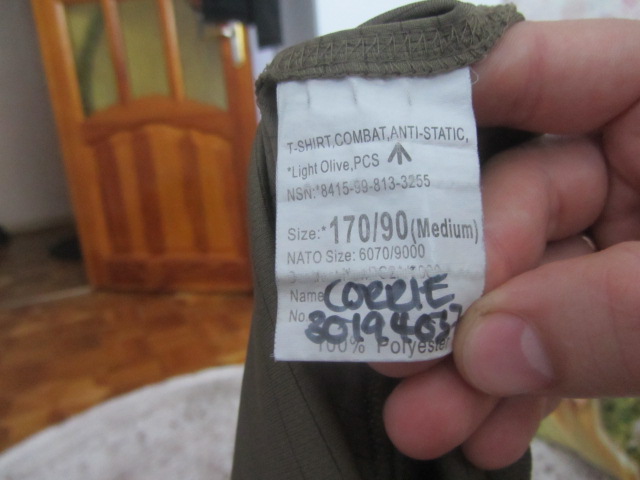 T-SHIRT,COMBAT,ANTI-STATIC,
*Light Olive,PCS
NSN:*8415-99-813-3255
Size:* 170/90 (Medium)
NATO Size: 6070/9000
Name CORRIE
No.
100% Polyester